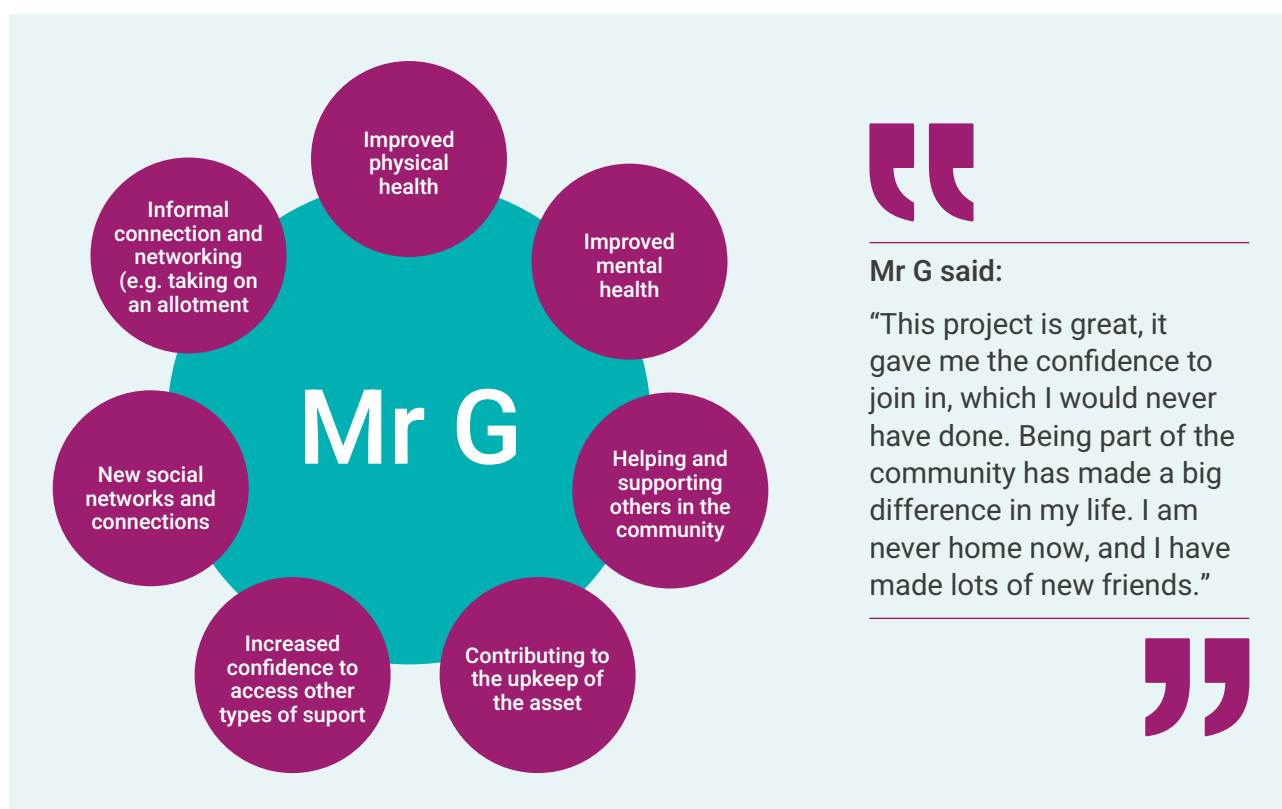 Improved
physical
health
Improved
mental
health
Helping and
supporting
others in the
community
Contributing to
the upkeep of
the asset
Increased
confidence to
access other
types of suport
New social
networks and
connections
Informal
connection and
networking
(e.g. taking on
an allotment
Mr G
Mr G said:
“This project is great, it
gave me the confidence to
join in, which I would never
have done. Being part of the
community has made a big
difference in my life. I am
never home now, and I have
made lots of new friends.”